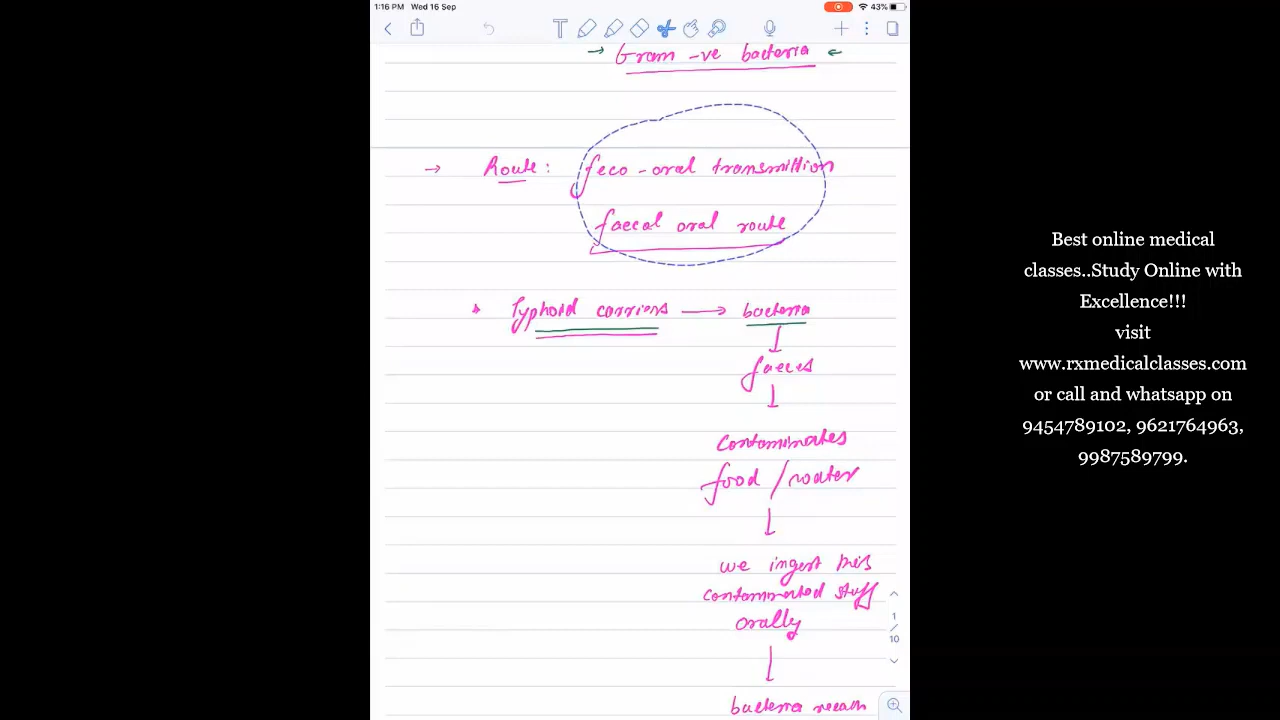 1:16 PM Wed 16 Sep
43%
→ Gram -ve bacteria ←
→ Route: feco-oral transmittion
faecal oral route
* Typhoid carriers → bacteria
↓
faeces
↓
contaminates
food / water
↓
we ingest this
contaminated stuff
orally
↓
bacteria reach
1
/
10
Best online medical
classes..Study Online with
Excellence!!!
visit
www.rxmedicalclasses.com
or call and whatsapp on
9454789102, 9621764963,
9987589799.